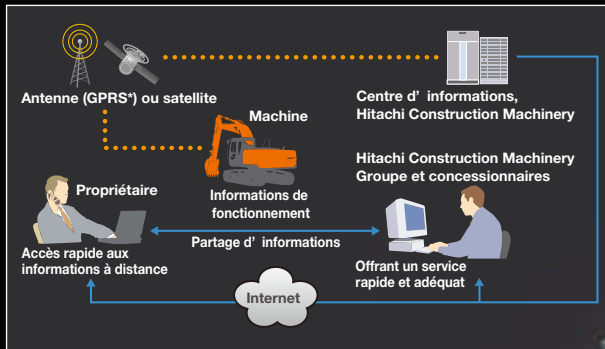 Antenne (GPRS*) ou satellite
Centre d' informations,
Hitachi Construction Machinery
Machine
Informations de
fonctionnement
Hitachi Construction Machinery
Groupe et concessionnaires
Propriétaire
Accès rapide aux
informations à distance
Partage d' informations
Offrant un service
rapide et adéquat
Internet